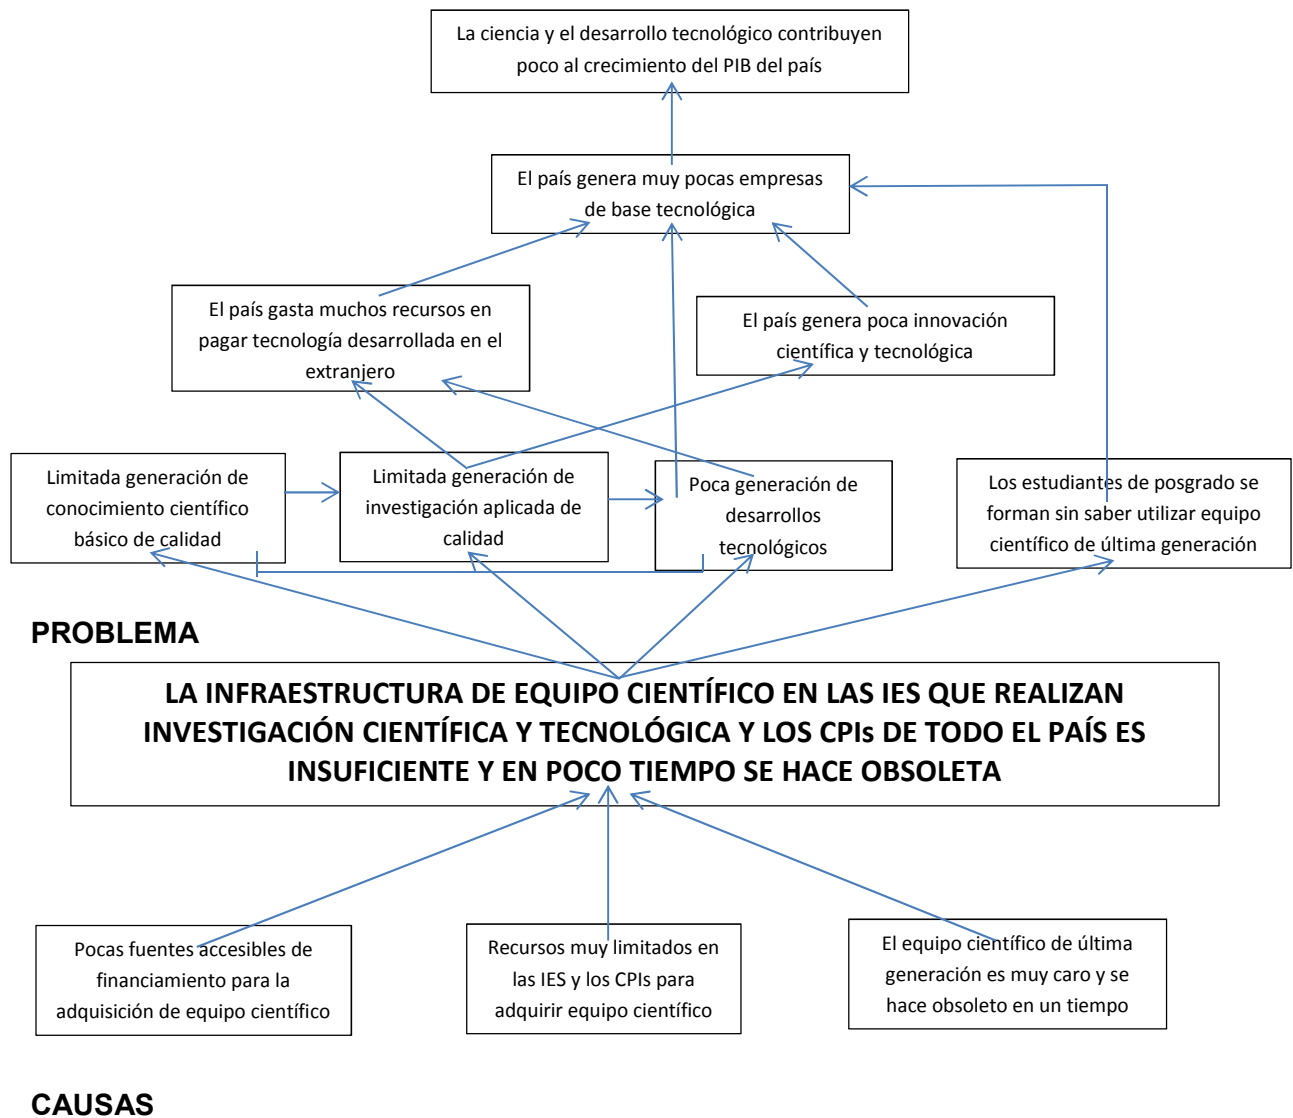 La ciencia y el desarrollo tecnológico contribuyen
poco al crecimiento del PIB del país
El país genera muy pocas empresas
de base tecnológica
El país gasta muchos recursos en
pagar tecnología desarrollada en el
extranjero
El país genera poca innovación
científica y tecnológica
Limitada generación de
conocimiento científico
básico de calidad
Limitada generación de
investigación aplicada de
calidad
Poca generación de
desarrollos
tecnológicos
Los estudiantes de posgrado se
forman sin saber utilizar equipo
científico de última generación
PROBLEMA
LA INFRAESTRUCTURA DE EQUIPO CIENTÍFICO EN LAS IES QUE REALIZAN
INVESTIGACIÓN CIENTÍFICA Y TECNOLÓGICA Y LOS CPIs DE TODO EL PAÍS ES
INSUFICIENTE Y EN POCO TIEMPO SE HACE OBSOLETA
Pocas fuentes accesibles de
financiamiento para la
adquisición de equipo científico
Recursos muy limitados en
las IES y los CPIs para
adquirir equipo científico
El equipo científico de última
generación es muy caro y se
hace obsoleto en un tiempo
CAUSAS